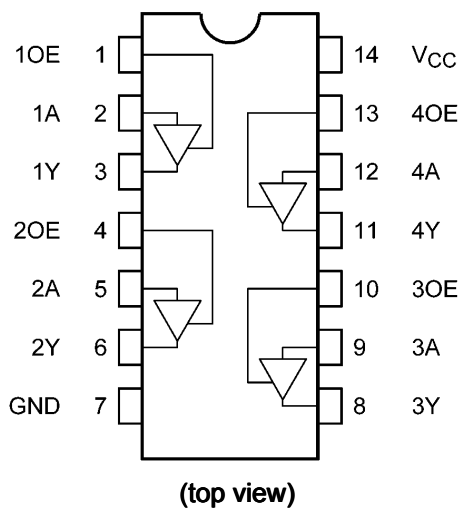 1OE 1 14 VCC
1A 2 13 4OE
1Y 3 12 4A
2OE 4 11 4Y
2A 5 10 3OE
2Y 6 9 3A
GND 7 8 3Y
(top view)